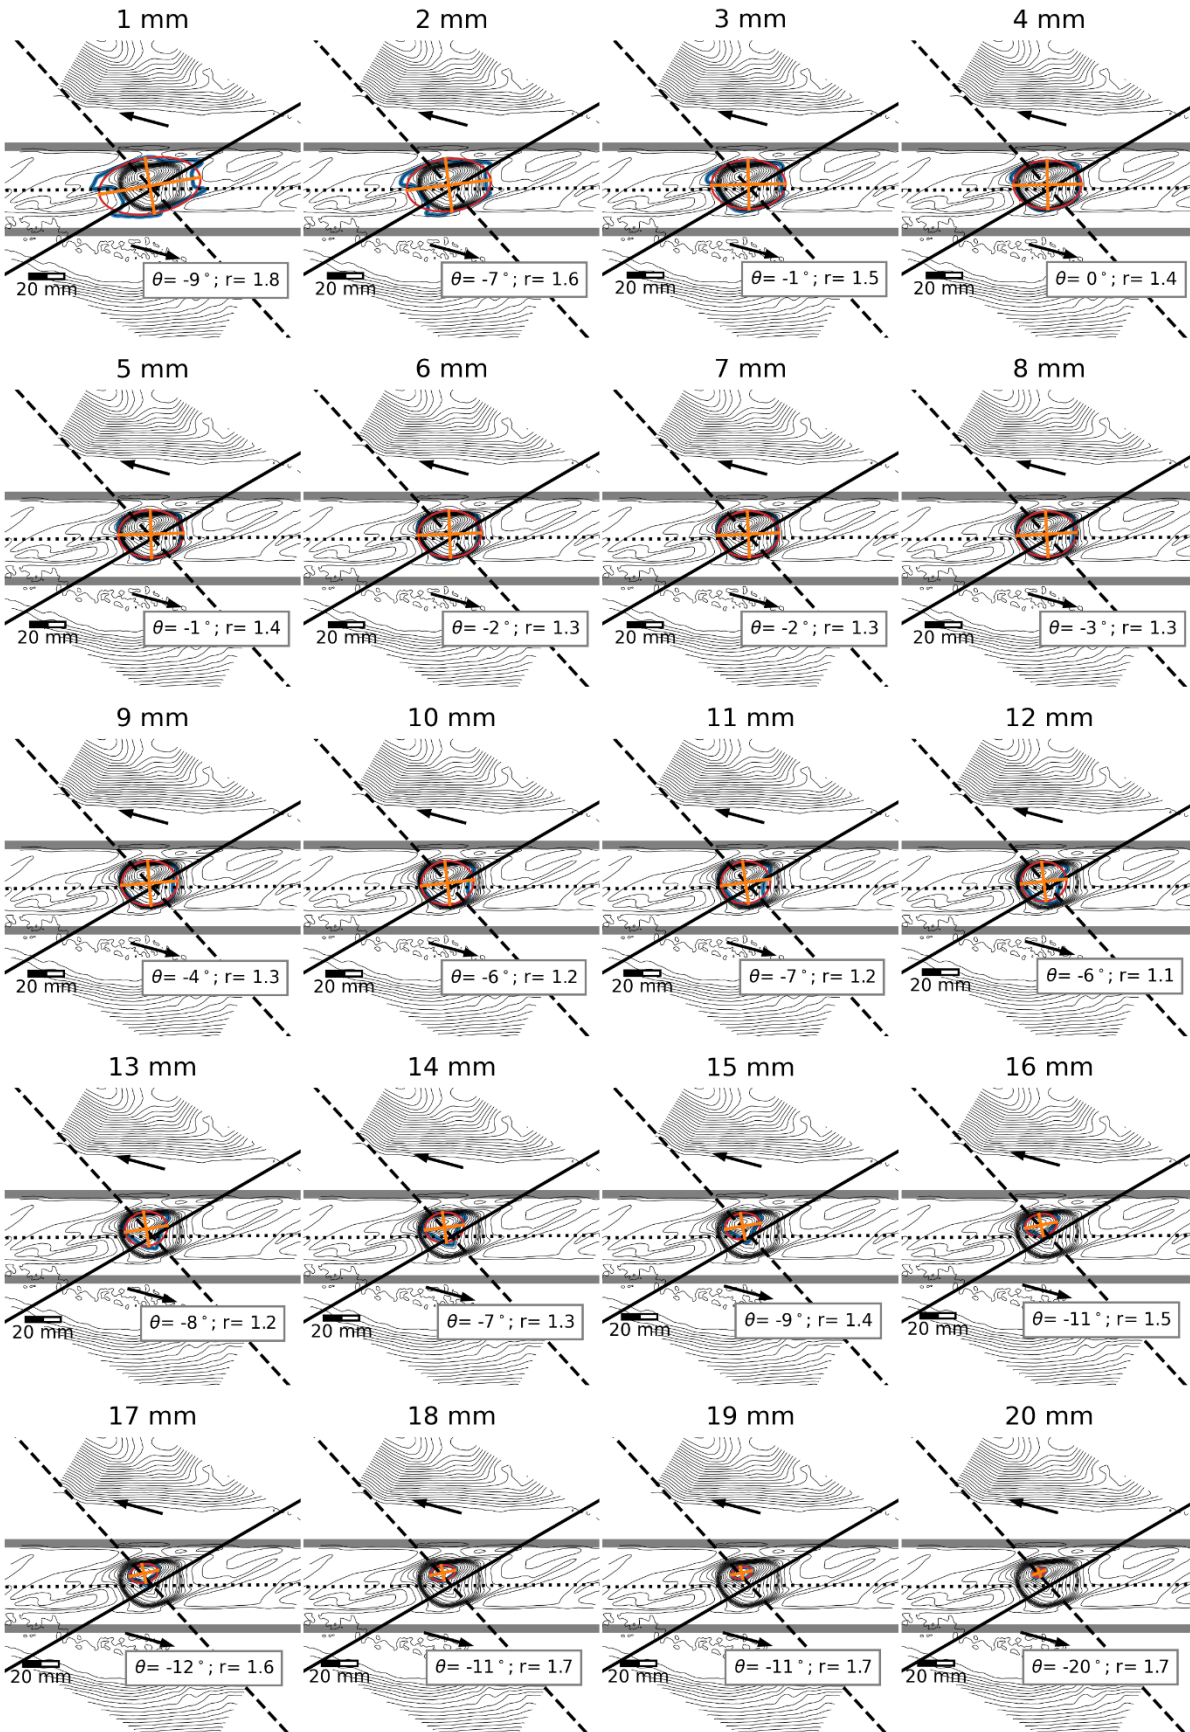 1 mm 2 mm 3 mm 4 mm
20 mm θ= -9°; r= 1.8 20 mm θ= -7°; r= 1.6 20 mm θ= -1°; r= 1.5 20 mm θ= 0°; r= 1.4
5 mm 6 mm 7 mm 8 mm
20 mm θ= -1°; r= 1.4 20 mm θ= -2°; r= 1.3 20 mm θ= -2°; r= 1.3 20 mm θ= -3°; r= 1.3
9 mm 10 mm 11 mm 12 mm
20 mm θ= -4°; r= 1.3 20 mm θ= -6°; r= 1.2 20 mm θ= -7°; r= 1.2 20 mm θ= -6°; r= 1.1
13 mm 14 mm 15 mm 16 mm
20 mm θ= -8°; r= 1.2 20 mm θ= -7°; r= 1.3 20 mm θ= -9°; r= 1.4 20 mm θ= -11°; r= 1.5
17 mm 18 mm 19 mm 20 mm
20 mm θ= -12°; r= 1.6 20 mm θ= -11°; r= 1.7 20 mm θ= -11°; r= 1.7 20 mm θ= -20°; r= 1.7